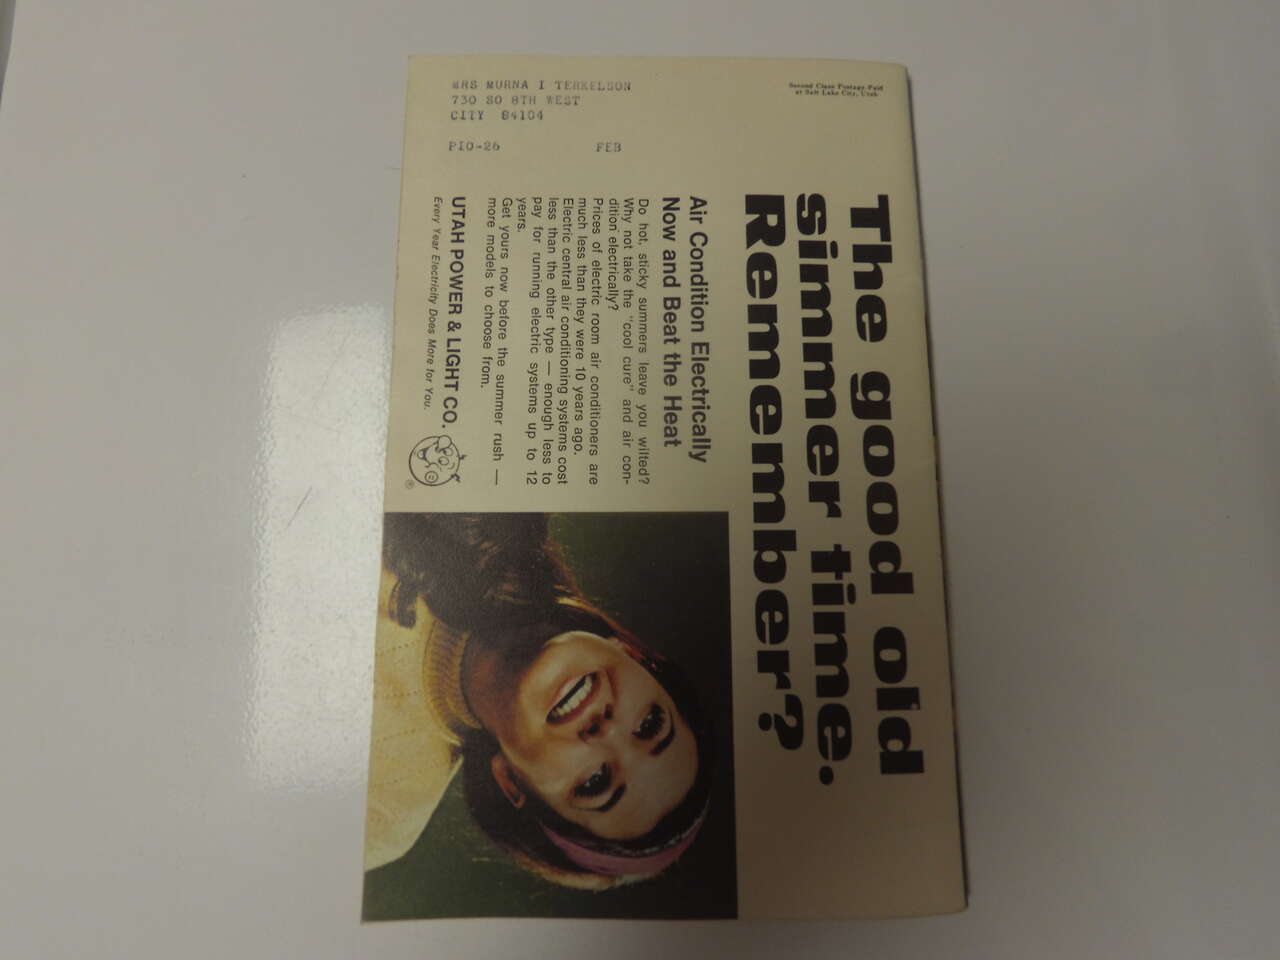 MRS MURNA I TERKELSON
730 SO 8TH WEST
CITY 84104
PIO-26 FEB
Second Class Postage Paid
at Salt Lake City, Utah
The good old
simmer time.
Remember?
Air Condition Electrically
Now and Beat the Heat
Do hot, sticky summers leave you wilted?
Why not take the "cool cure" and air con-
dition electrically?
Prices of electric room air conditioners are
much less than they were 10 years ago.
Electric central air conditioning systems cost
less than the other type — enough less to
pay for running electric systems up to 12
years.
Get yours now before the summer rush —
more models to choose from.
UTAH POWER & LIGHT CO.
Every Year Electricity Does More for You.
®